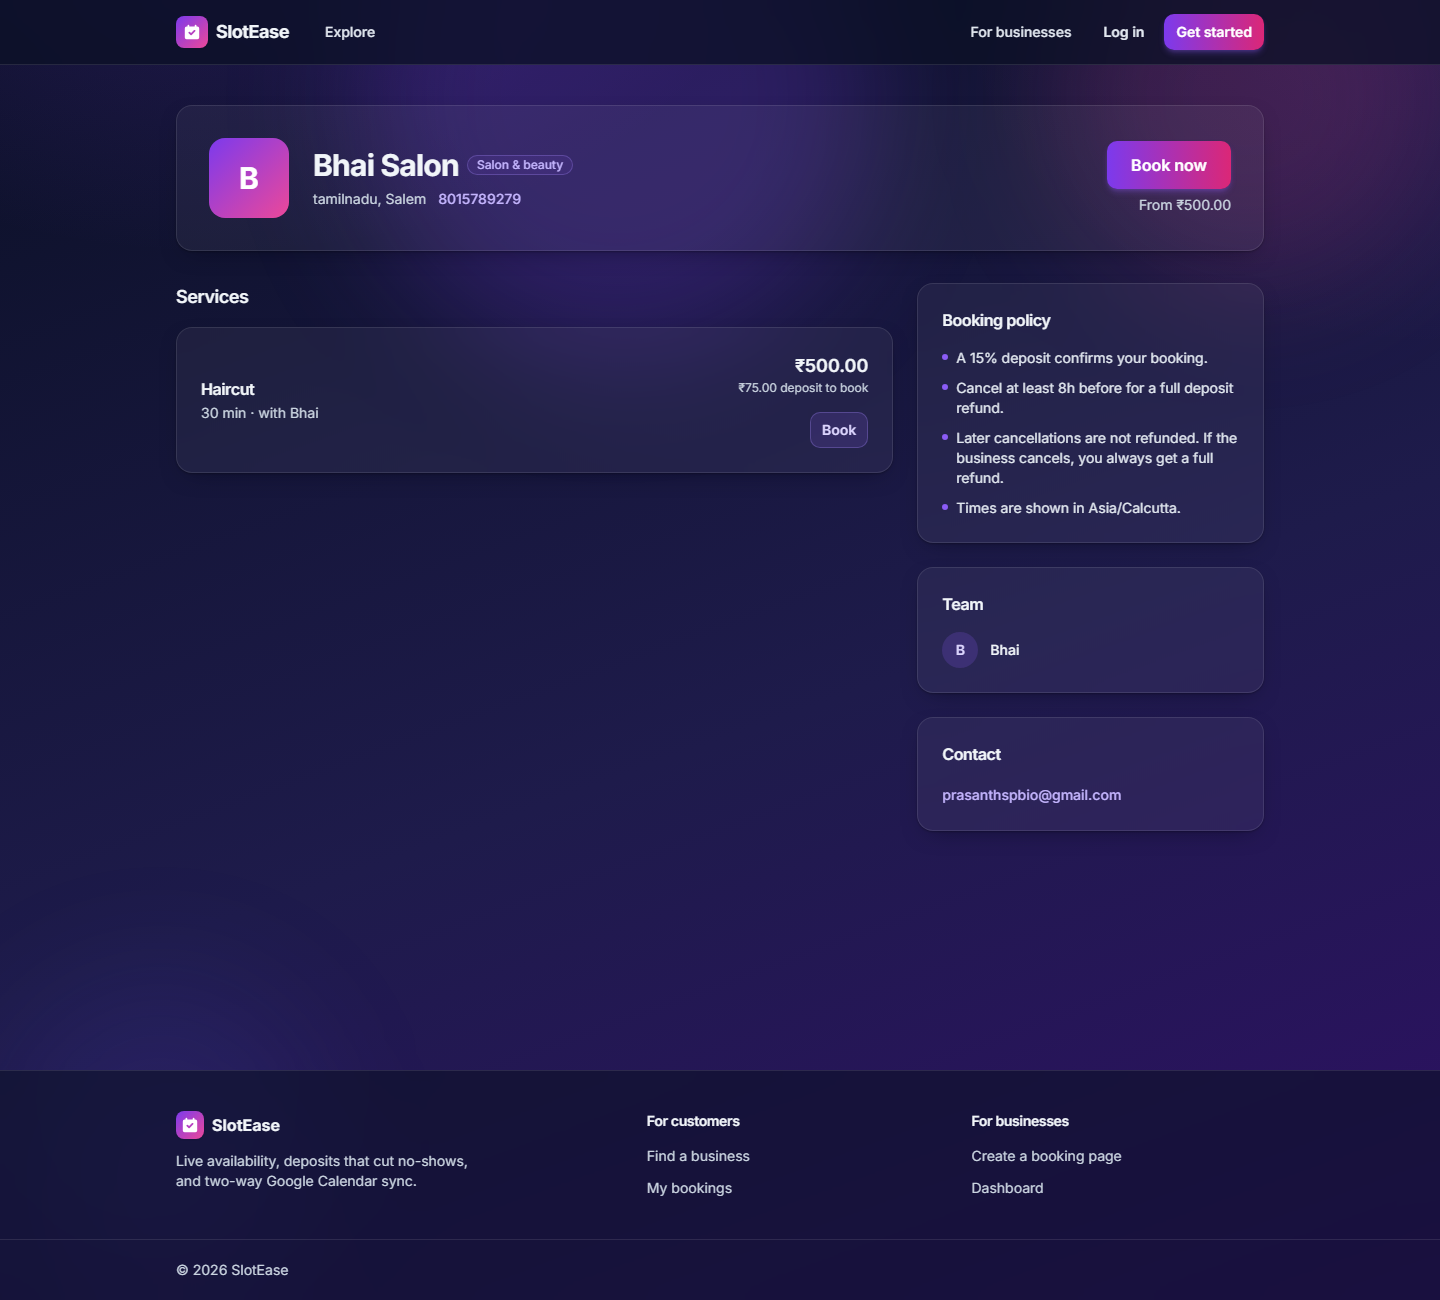 SlotEase
Explore
For businesses
Log in
Get started
B
Bhai Salon
Salon & beauty
tamilnadu, Salem 8015789279
Book now
From ₹500.00
Services
Haircut
30 min · with Bhai
₹500.00
₹75.00 deposit to book
Book
Booking policy
A 15% deposit confirms your booking.
Cancel at least 8h before for a full deposit
refund.
Later cancellations are not refunded. If the
business cancels, you always get a full
refund.
Times are shown in Asia/Calcutta.
Team
B
Bhai
Contact
prasanthspbio@gmail.com
SlotEase
Live availability, deposits that cut no-shows,
and two-way Google Calendar sync.
For customers
Find a business
My bookings
For businesses
Create a booking page
Dashboard
© 2026 SlotEase